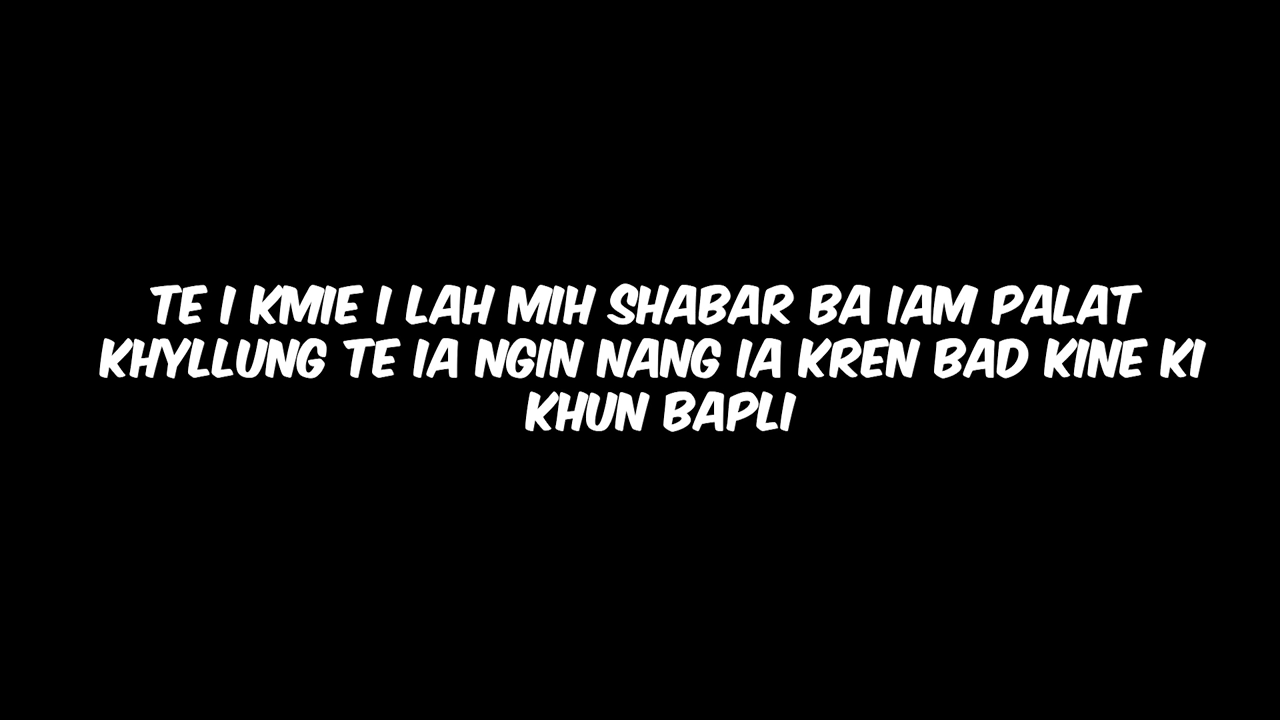 TE I KMIE I LAH MIH SHABAR BA IAM PALAT
KHYLLUNG TE IA NGIN NANG IA KREN BAD KINE KI
KHUN BAPLI